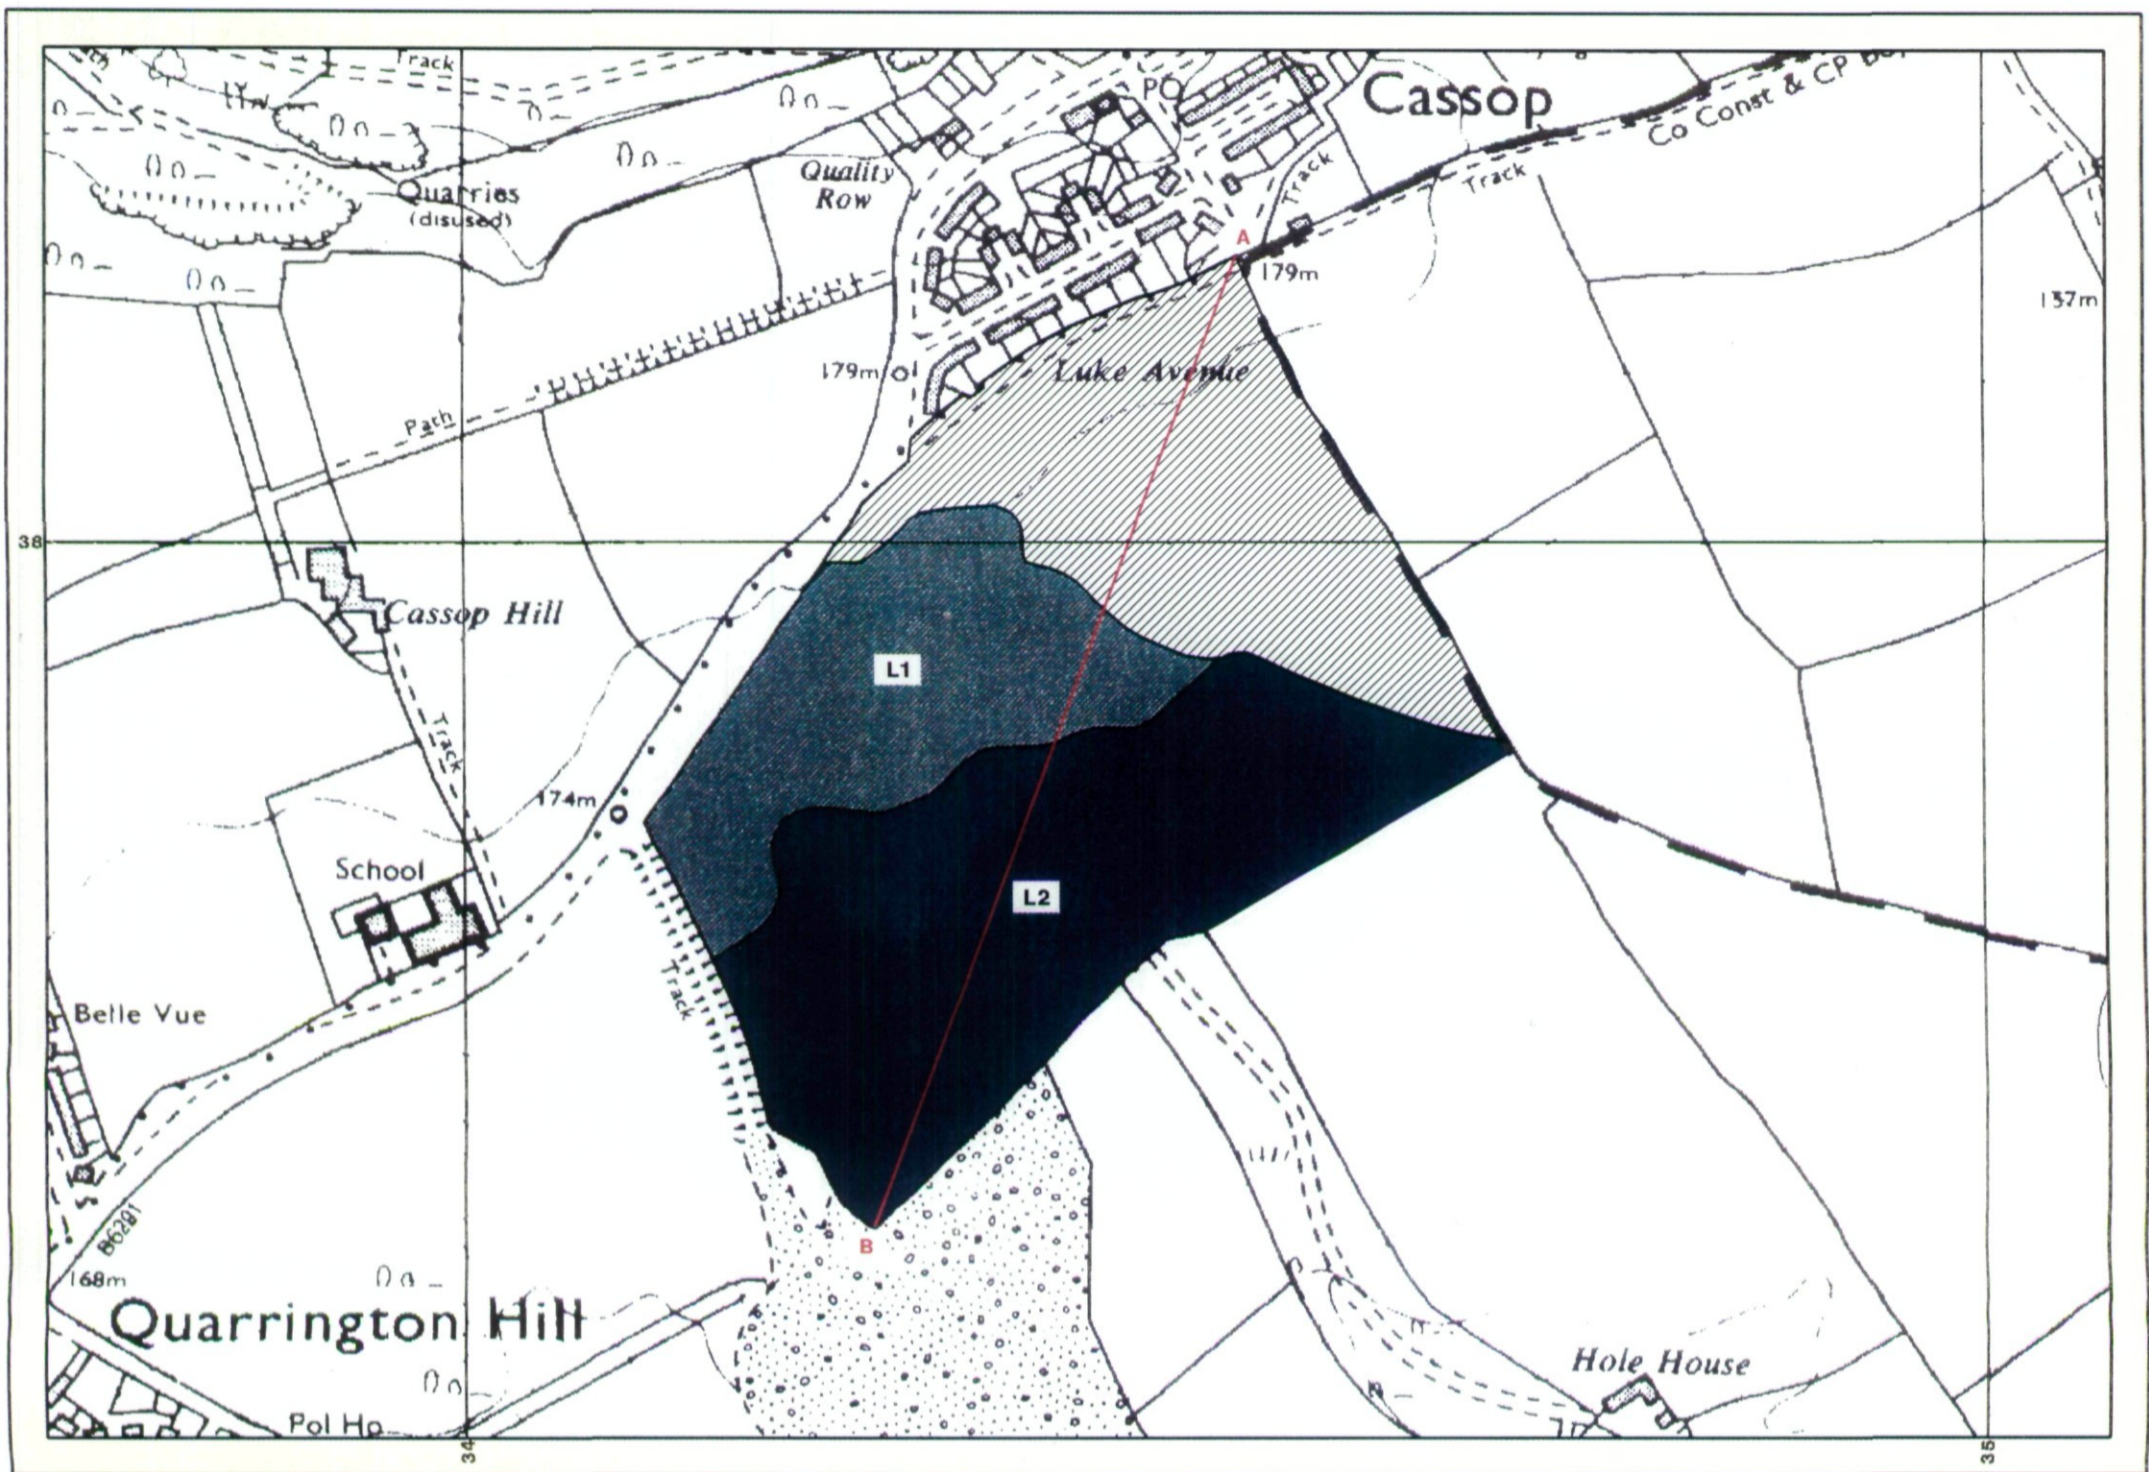 Track
PO
Cassop
Co Const & CP Bdy
Track
Track
Quality
Row
Quarries
(disused)
A
179m
137m
179m
Luke Avenue
Path
38
Cassop Hill
L1
Track
174m
School
L2
Track
Belle Vue
B6291
B
168m
Quarrington Hill
Hole House
Pol Ho
34
35